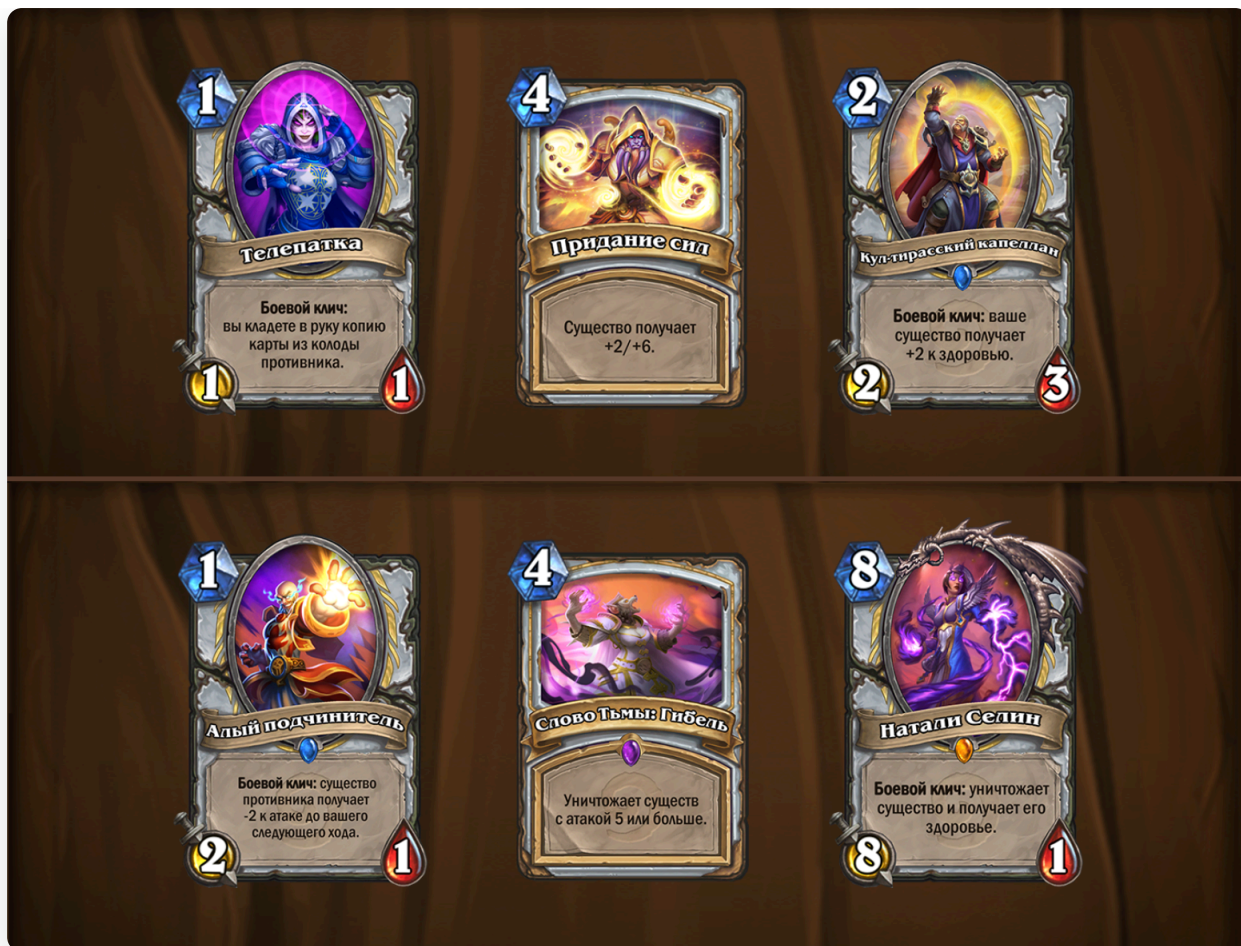 1
Телепатка
Боевой клич:
вы кладете в руку копию
карты из колоды
противника.
1
1
4
Придание сил
Существо получает
+2/+6.
2
Кул-тирасский капеллан
Боевой клич: ваше
существо получает
+2 к здоровью.
2
3
1
Алый подчинитель
Боевой клич: существо
противника получает
-2 к атаке до вашего
следующего хода.
2
1
4
Слово Тьмы: Гибель
Уничтожает существ
с атакой 5 или больше.
8
Натали Селин
Боевой клич: уничтожает
существо и получает его
здоровье.
8
1